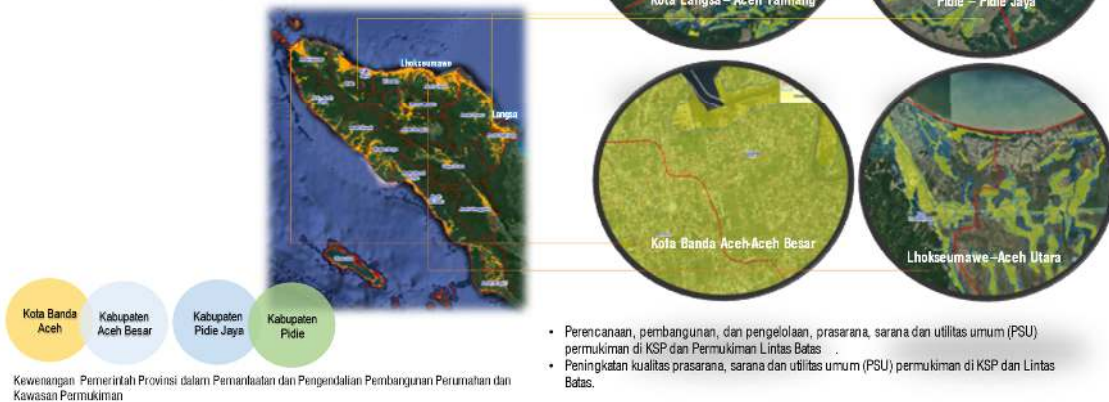 Kota Langsa – Aceh Tamiang
Pidie – Pidie Jaya
Lhokseumawe
Langsa
Kota Banda Aceh-Aceh Besar
Lhokseumawe–Aceh Utara
Kota Banda
Aceh
Kabupaten
Aceh Besar
Kabupaten
Pidie Jaya
Kabupaten
Pidie
• Perencanaan, pembangunan, dan pengelolaan, prasarana, sarana dan utilitas umum (PSU)
permukiman di KSP dan Permukiman Lintas Batas .
• Peningkatan kualitas prasarana, sarana dan utilitas umum (PSU) permukiman di KSP dan Lintas
Batas.
Kewenangan Pemerintah Provinsi dalam Pemanfaatan dan Pengendalian Pembangunan Perumahan dan
Kawasan Permukiman